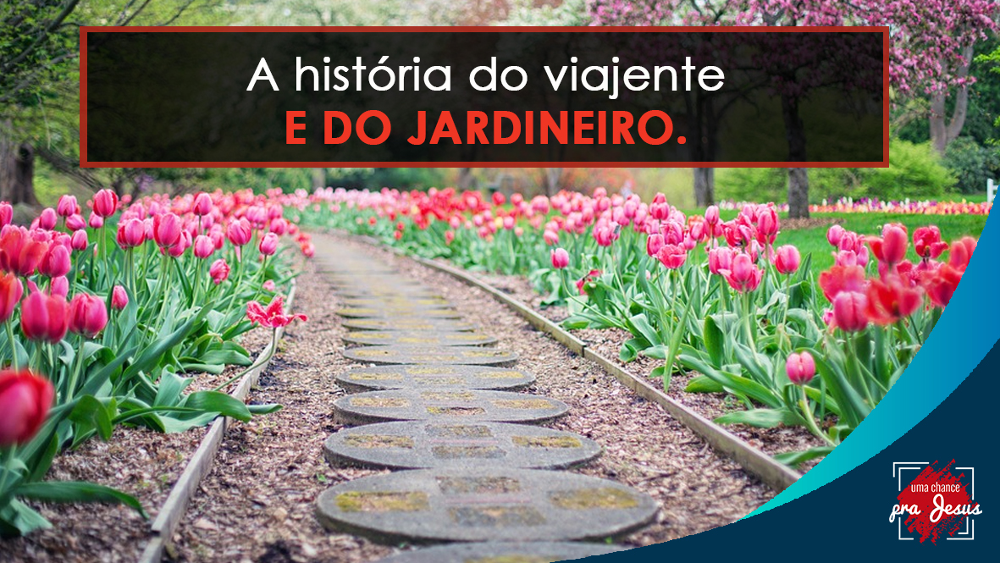 A história do viajente
E DO JARDINEIRO.
uma chance
pra Jesus